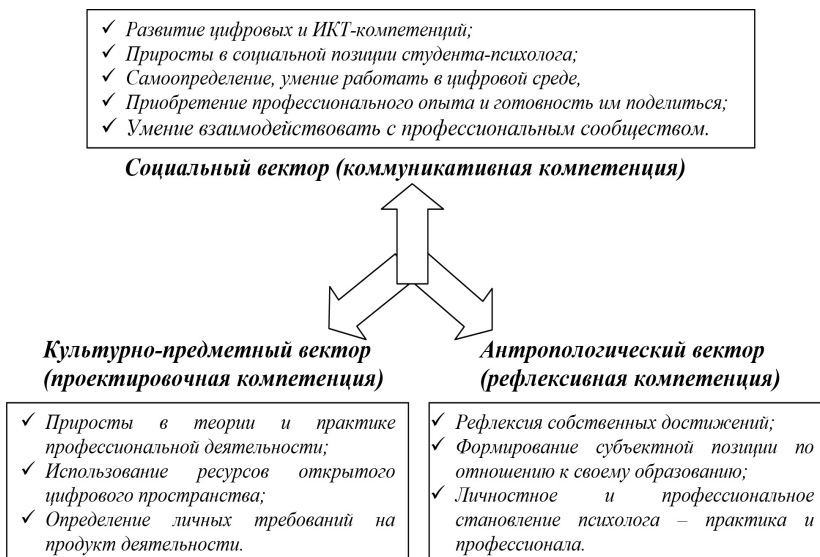 ✓ Развитие цифровых и ИКТ-компетенций;
✓ Приросты в социальной позиции студента-психолога;
✓ Самоопределение, умение работать в цифровой среде,
✓ Приобретение профессионального опыта и готовность им поделиться;
✓ Умение взаимодействовать с профессиональным сообществом.
Социальный вектор (коммуникативная компетенция)
Культурно-предметный вектор
(проектировочная компетенция)
✓ Приросты в теории и практике
профессиональной деятельности;
✓ Использование ресурсов открытого
цифрового пространства;
✓ Определение личных требований на
продукт деятельности.
Антропологический вектор
(рефлексивная компетенция)
✓ Рефлексия собственных достижений;
✓ Формирование субъектной позиции по
отношению к своему образованию;
✓ Личностное и профессиональное
становление психолога – практика и
профессионала.